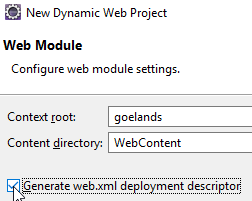 New Dynamic Web Project
Web Module
Configure web module settings.
Context root: goelands
Content directory: WebContent
Generate web.xml deployment descriptor